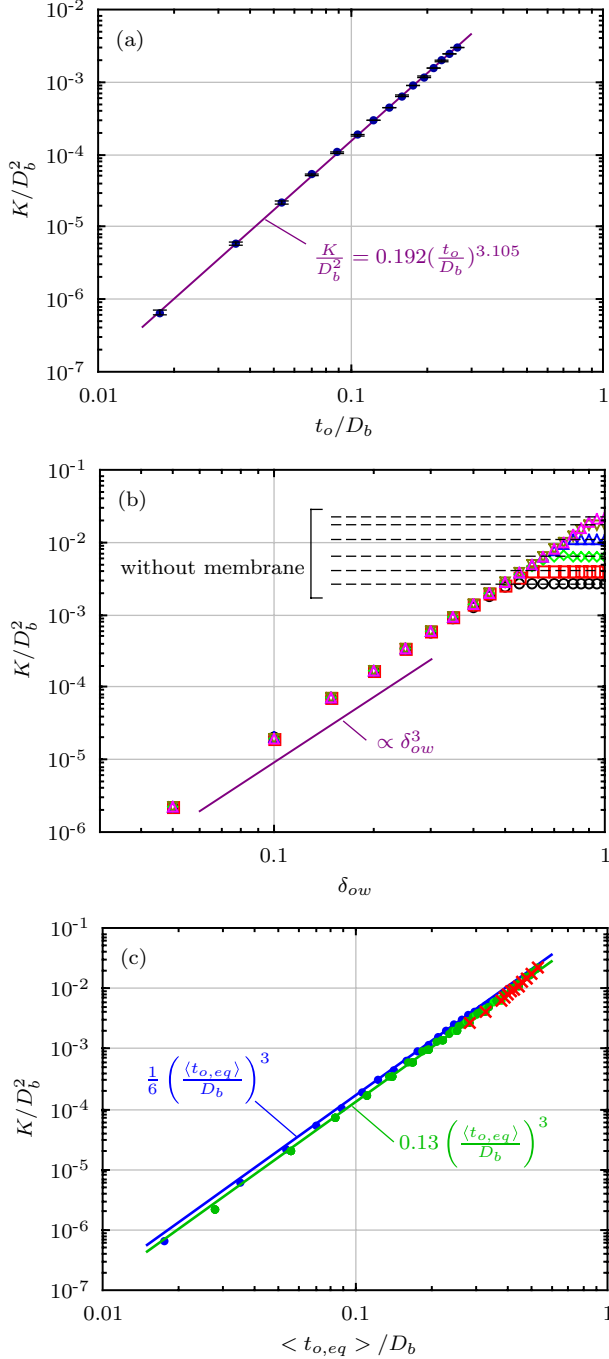 10^-2
(a)
10^-3
10^-4
K/D_b^2
10^-5
K/D_b^2 = 0.192(t_o/D_b)^3.105
10^-6
10^-7
0.01 0.1 1
t_o/D_b
10^-1
(b)
10^-2
without membrane
10^-3
K/D_b^2
10^-4
∝ δ_ow^3
10^-5
10^-6
0.1 1
δ_ow
10^-1
(c)
10^-2
10^-3
1/6 (⟨t_o,eq⟩/D_b)^3
K/D_b^2
10^-4
0.13 (⟨t_o,eq⟩/D_b)^3
10^-5
10^-6
10^-7
0.01 0.1 1
< t_o,eq > /D_b